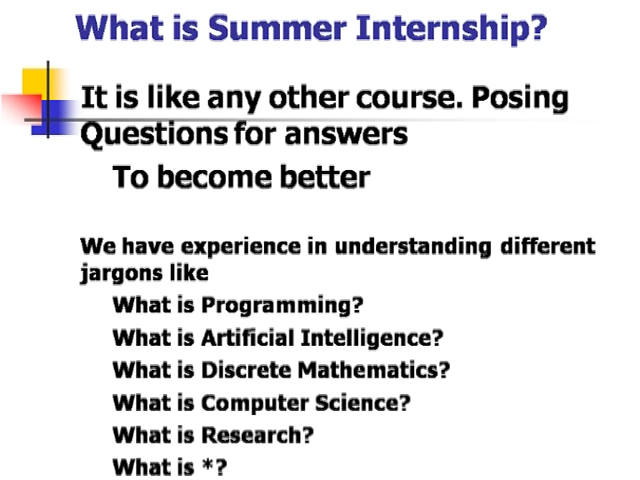 What is Summer Internship?
It is like any other course. Posing
Questions for answers
To become better
We have experience in understanding different
jargons like
What is Programming?
What is Artificial Intelligence?
What is Discrete Mathematics?
What is Computer Science?
What is Research?
What is *?